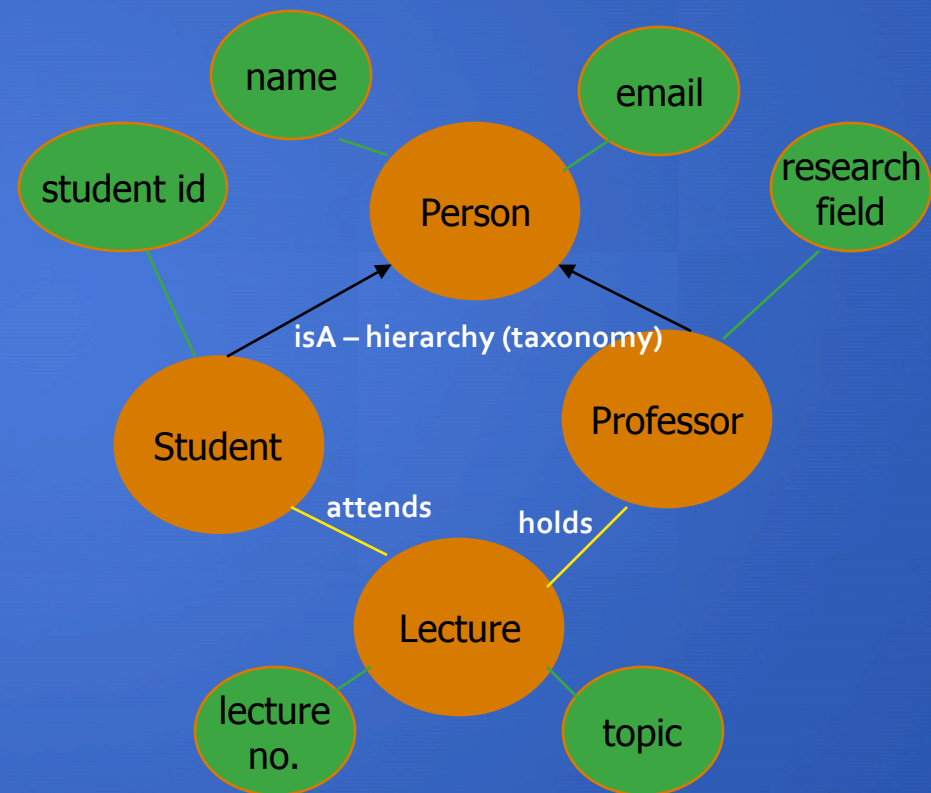 name
email
student id
research
field
Person
isA – hierarchy (taxonomy)
Professor
Student
attends
holds
Lecture
lecture
no.
topic